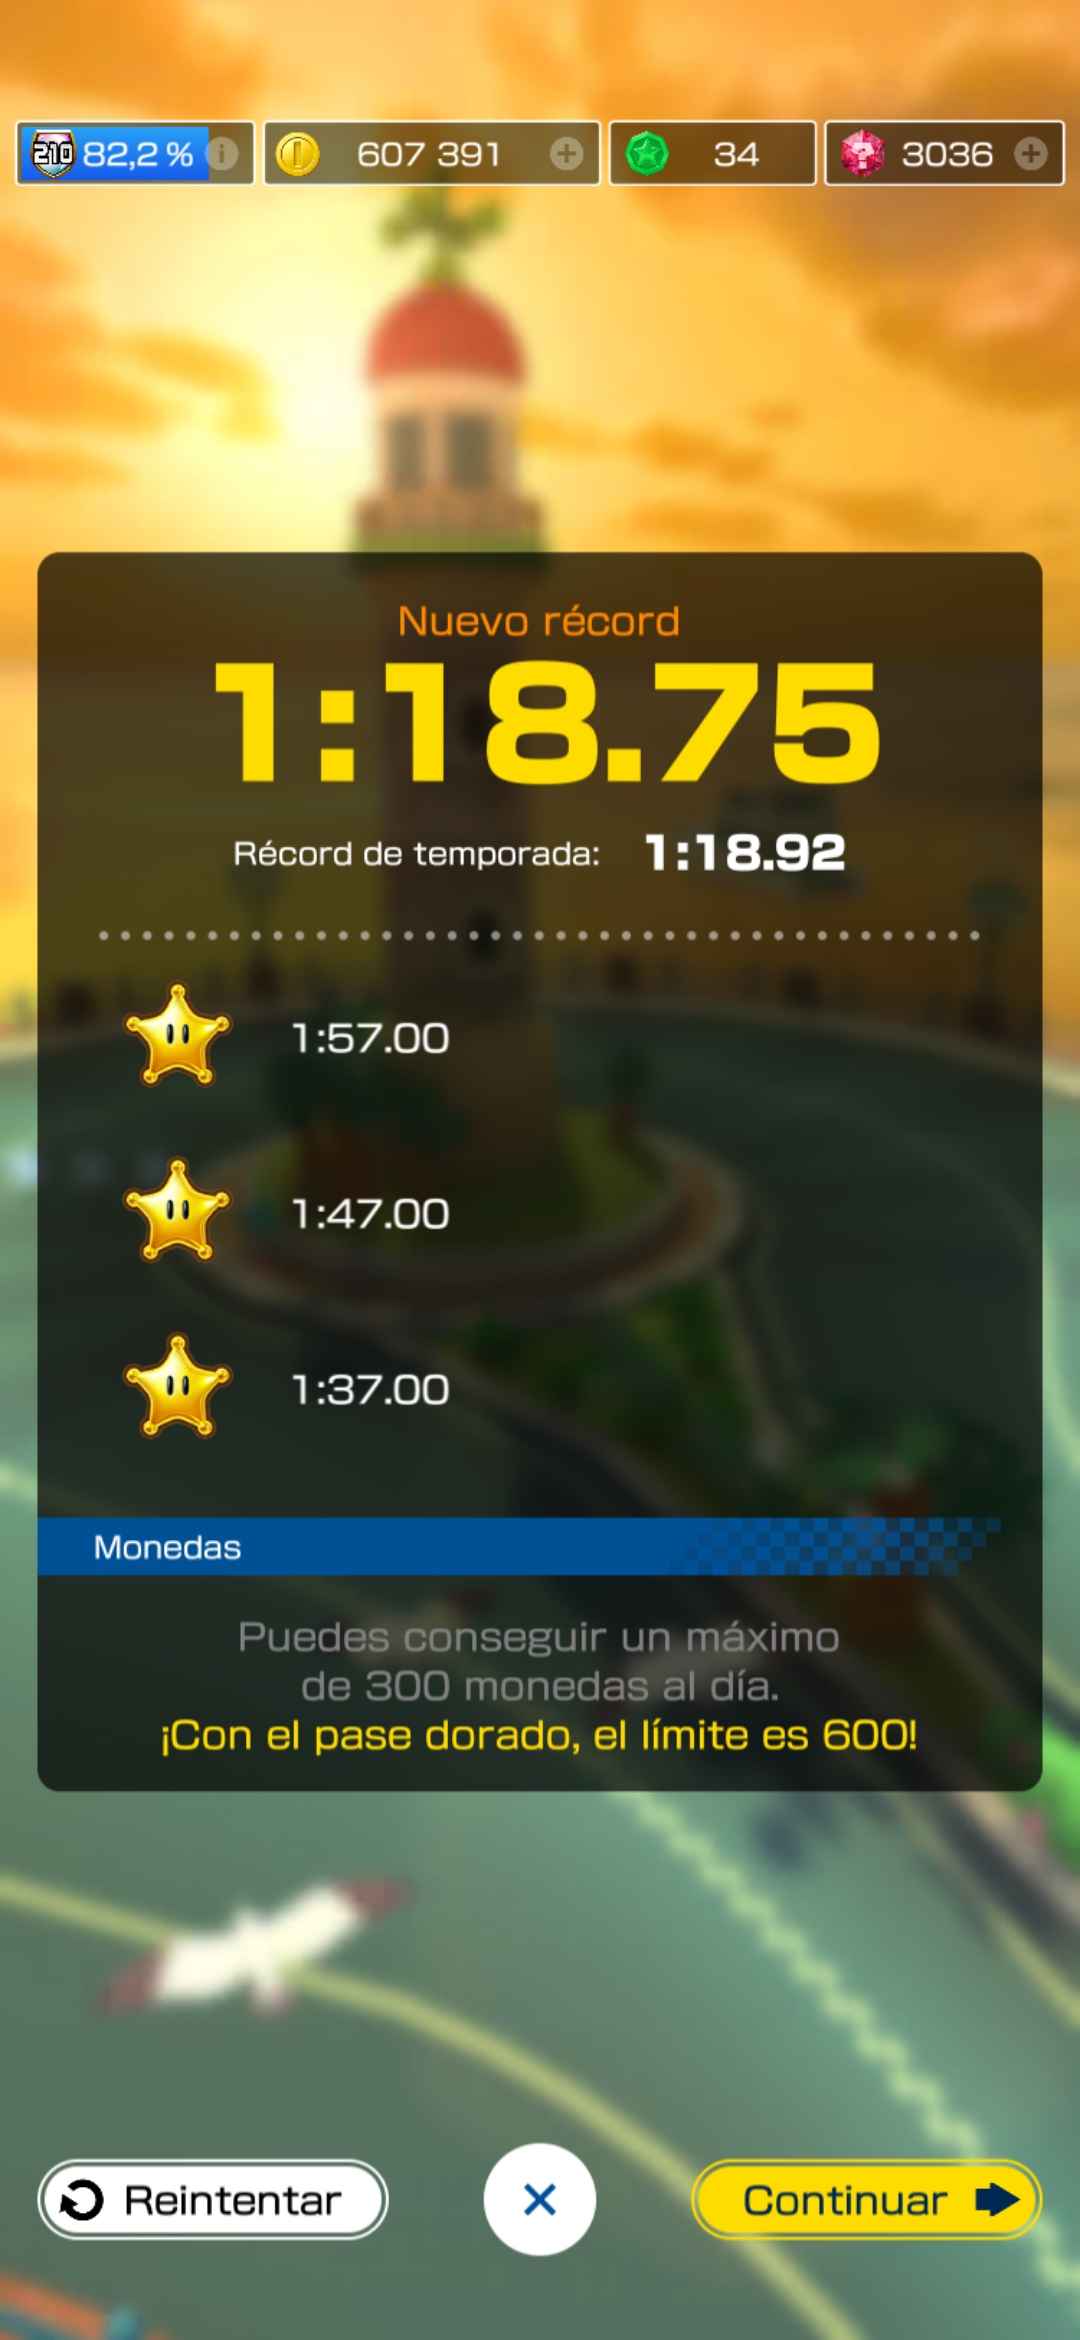 210 82,2 % i 607 391 + 34 3036 +
Nuevo récord
1:18.75
Récord de temporada: 1:18.92
1:57.00
1:47.00
1:37.00
Monedas
Puedes conseguir un máximo
de 300 monedas al día.
¡Con el pase dorado, el límite es 600!
Reintentar × Continuar